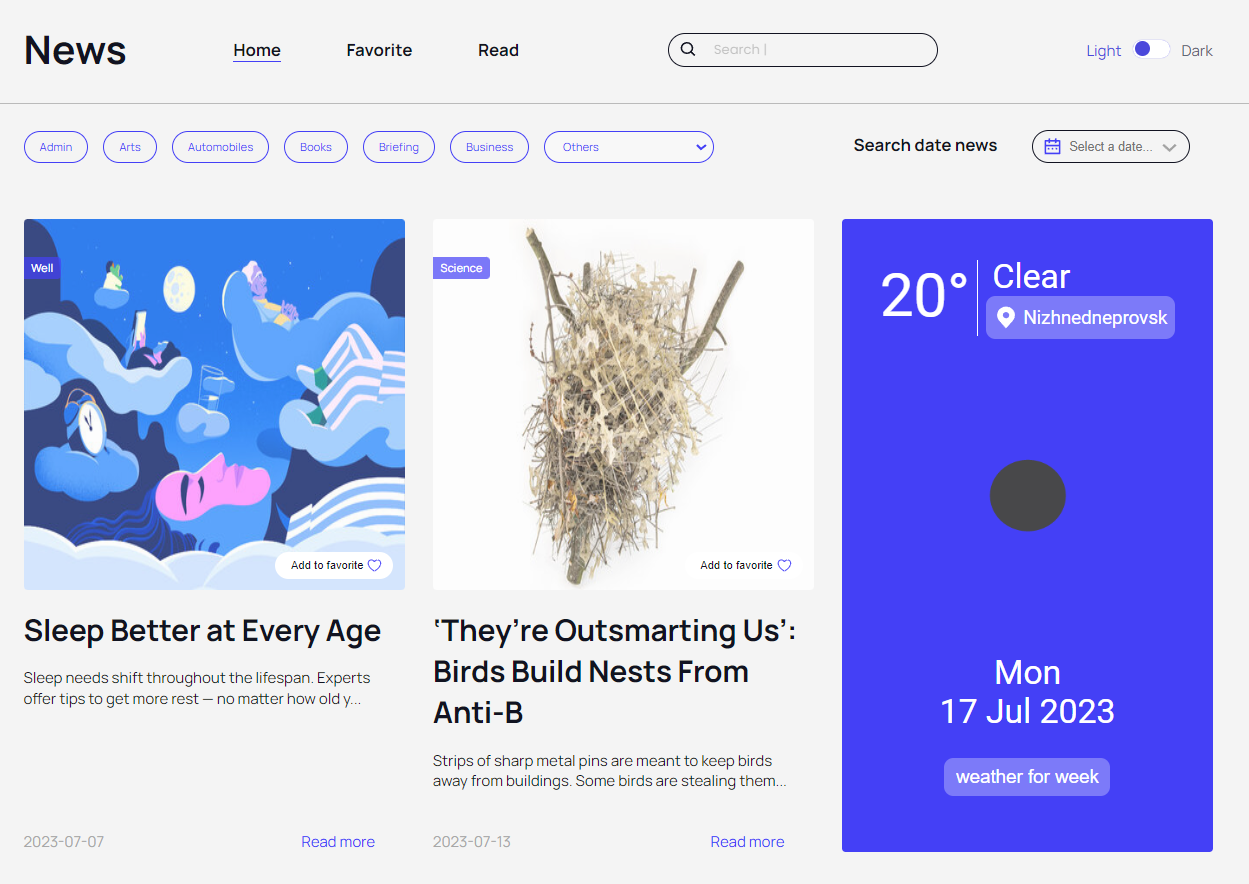 News
Home
Favorite
Read
Search |
Light
Dark
Admin
Arts
Automobiles
Books
Briefing
Business
Others
Search date news
Select a date...
Well
Add to favorite
Sleep Better at Every Age
Sleep needs shift throughout the lifespan. Experts
offer tips to get more rest — no matter how old y...
2023-07-07
Read more
Science
Add to favorite
‘They’re Outsmarting Us’:
Birds Build Nests From
Anti-B
Strips of sharp metal pins are meant to keep birds
away from buildings. Some birds are stealing them...
2023-07-13
Read more
20°
Clear
Nizhnedneprovsk
Mon
17 Jul 2023
weather for week